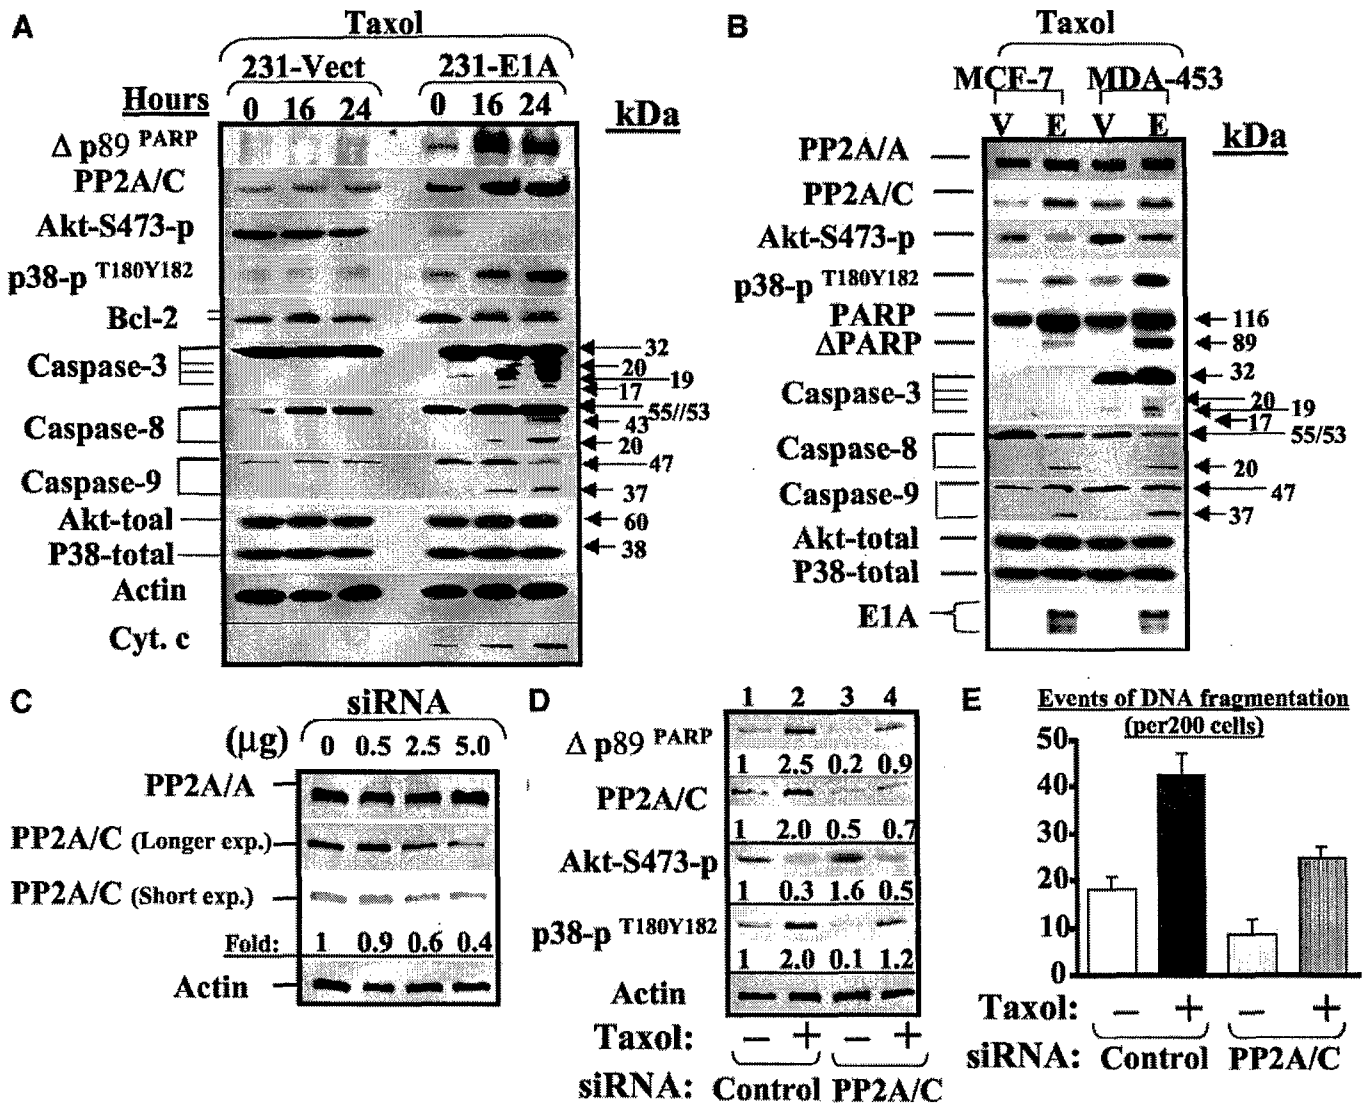 A
Taxol
231-Vect 231-E1A
Hours 0 16 24 0 16 24 kDa
Δ p89 PARP
PP2A/C
Akt-S473-p
p38-p T180Y182
Bcl-2
Caspase-3 32
20
19
17
Caspase-8 55//53
43
20
Caspase-9 47
37
Akt-toal 60
P38-total 38
Actin
Cyt. c
B
Taxol
MCF-7 MDA-453
V E V E kDa
PP2A/A
PP2A/C
Akt-S473-p
p38-p T180Y182
PARP 116
ΔPARP 89
Caspase-3 32
20
19
17
Caspase-8 55/53
20
Caspase-9 47
37
Akt-total
P38-total
E1A
C
siRNA
(μg) 0 0.5 2.5 5.0
PP2A/A
PP2A/C (Longer exp.)
PP2A/C (Short exp.)
Fold: 1 0.9 0.6 0.4
Actin
D
1 2 3 4
Δ p89 PARP
1 2.5 0.2 0.9
PP2A/C
1 2.0 0.5 0.7
Akt-S473-p
1 0.3 1.6 0.5
p38-p T180Y182
1 2.0 0.1 1.2
Actin
Taxol: − + − +
siRNA: Control PP2A/C
E
Events of DNA fragmentation
(per200 cells)
50
40
30
20
10
0
Taxol: − + − +
siRNA: Control PP2A/C